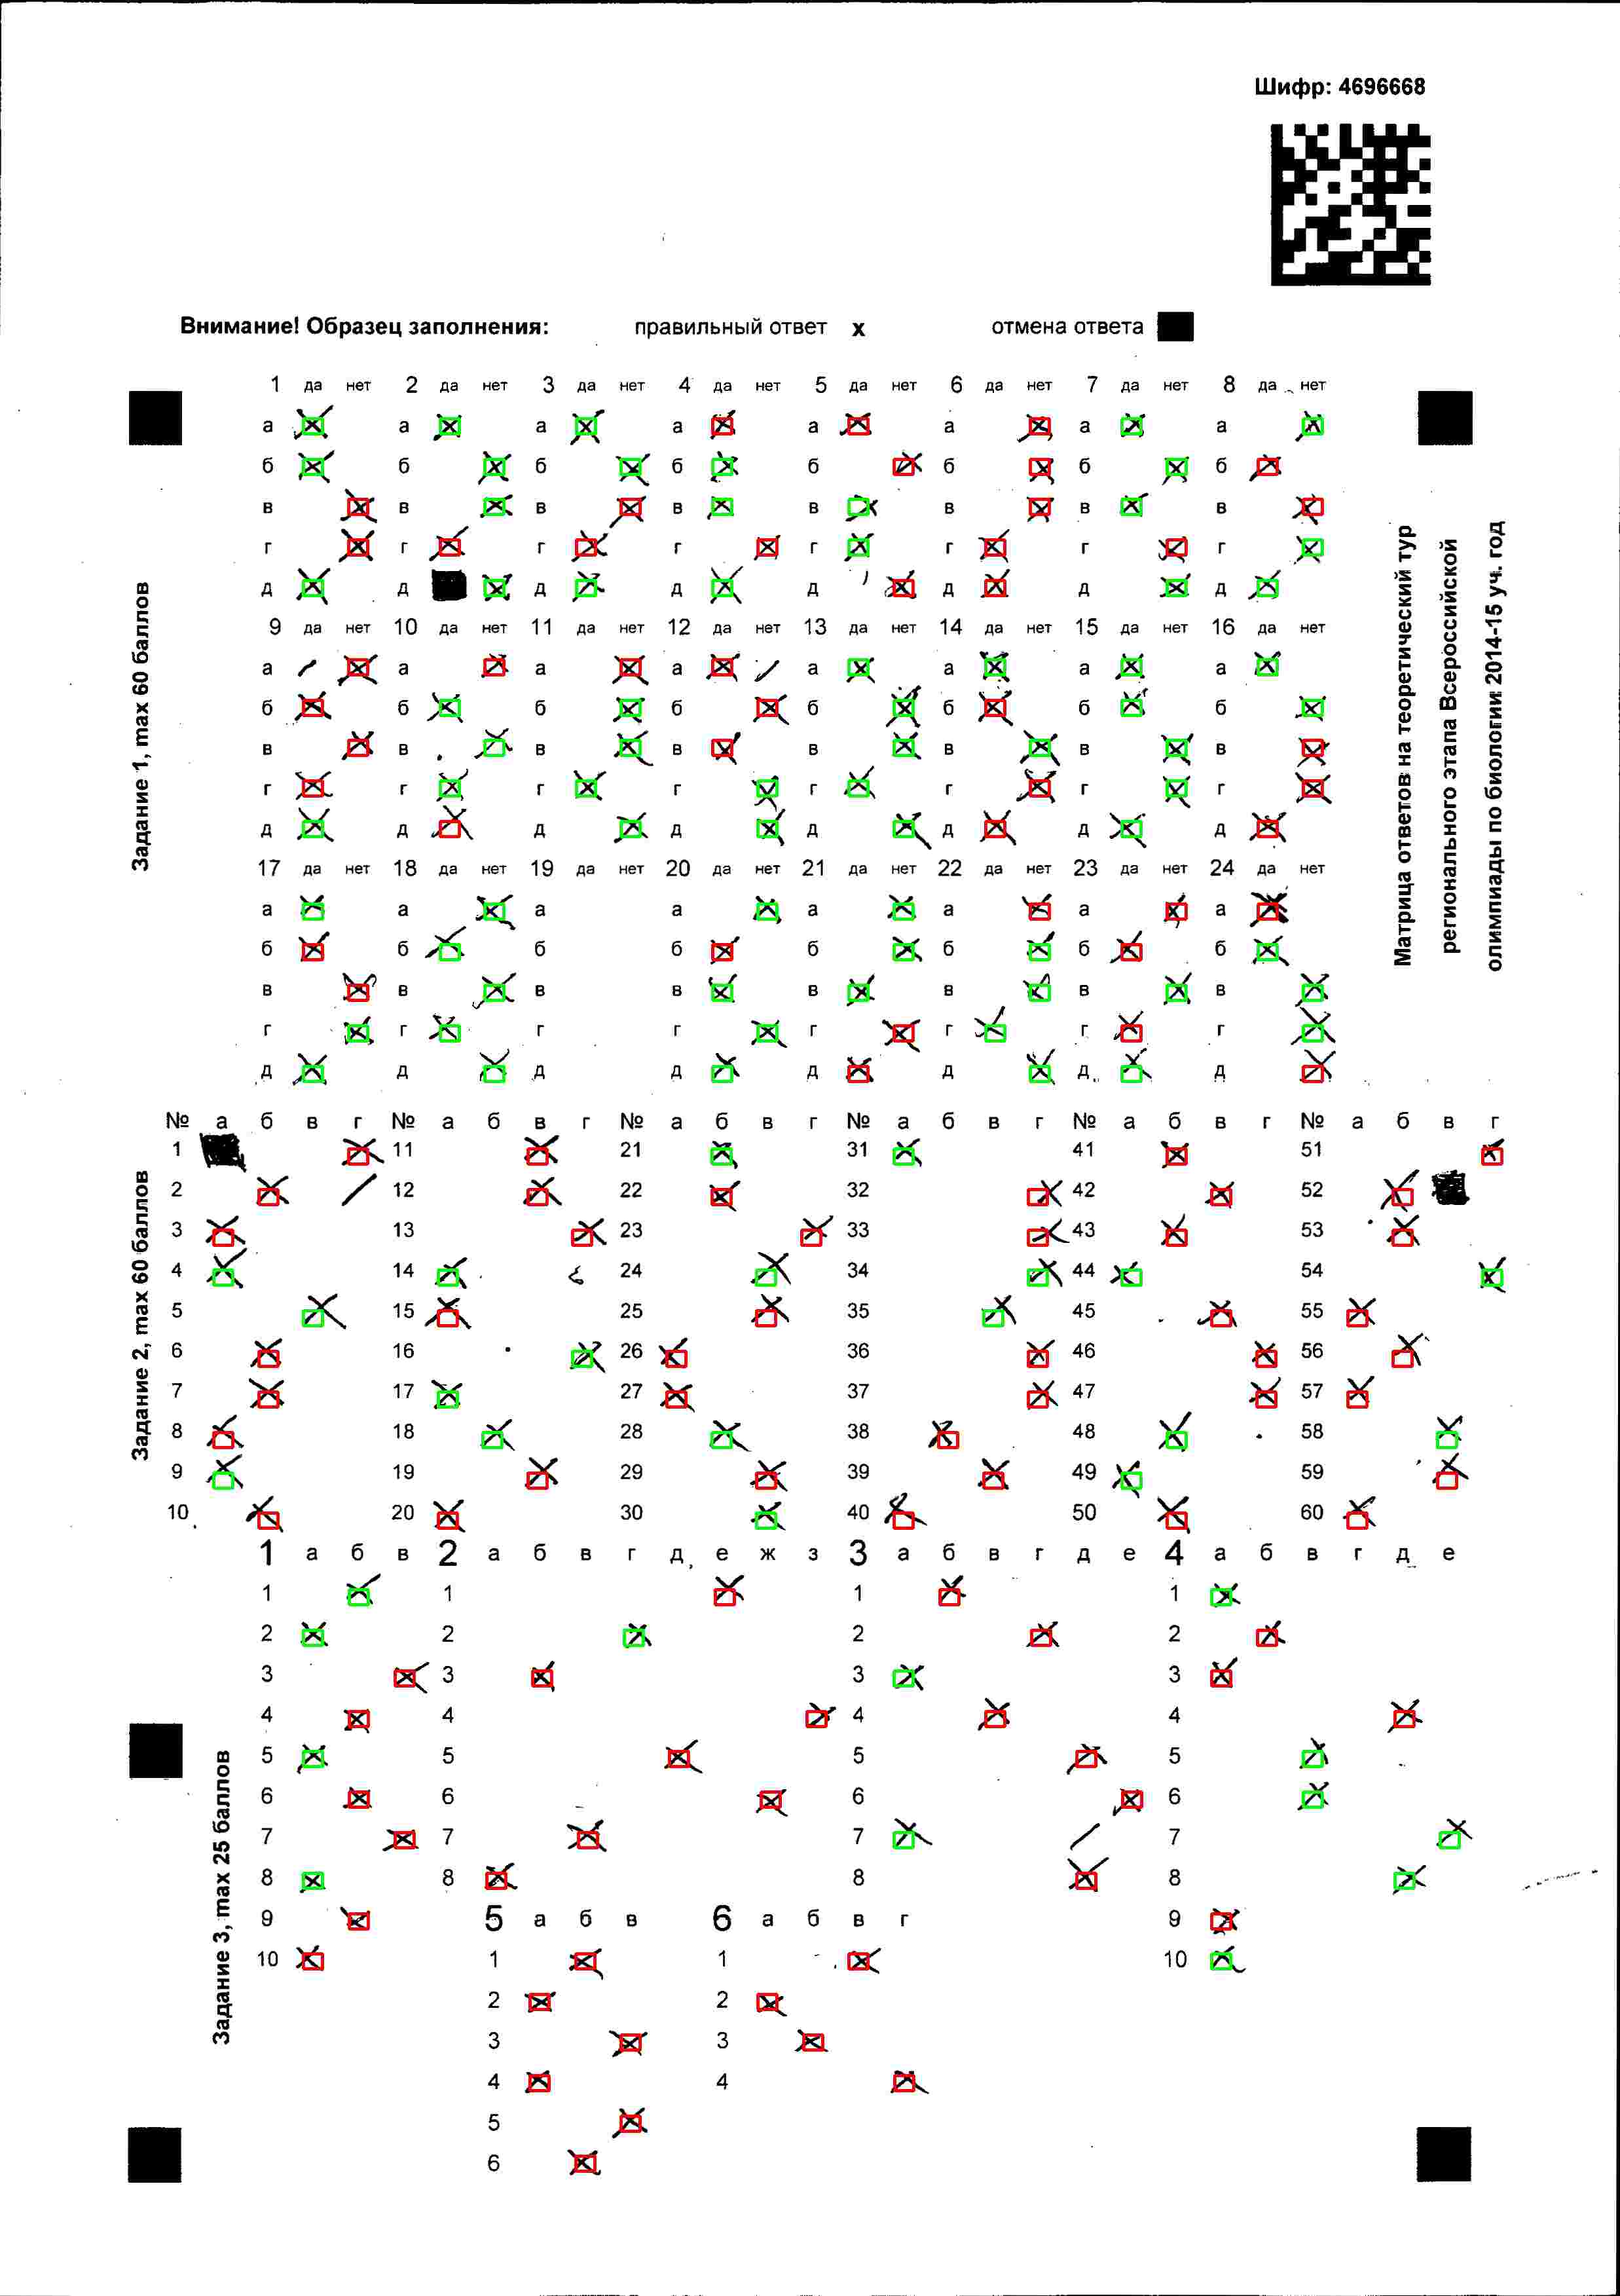 Шифр: 4696668
Внимание! Образец заполнения: правильный ответ x отмена ответа
1 да нет 2 да нет 3 да нет 4 да нет 5 да нет 6 да нет 7 да нет 8 да нет
а а а а а а а а
б б б б б б б б
в в в в в в в в
г г г г г г г г
д д д д д д д д
9 да нет 10 да нет 11 да нет 12 да нет 13 да нет 14 да нет 15 да нет 16 да нет
а а а а а а а а
б б б б б б б б
в в в в в в в в
г г г г г г г г
д д д д д д д д
17 да нет 18 да нет 19 да нет 20 да нет 21 да нет 22 да нет 23 да нет 24 да нет
а а а а а а а а
б б б б б б б б
в в в в в в в в
г г г г г г г г
д д д д д д д д
Задание 1, max 60 баллов
Матрица ответов на теоретический тур
регионального этапа Всероссийской
олимпиады по биологии 2014-15 уч. год
№ а б в г № а б в г № а б в г № а б в г № а б в г № а б в г
1 11 21 31 41 51
2 12 22 32 42 52
3 13 23 33 43 53
4 14 24 34 44 54
5 15 25 35 45 55
6 16 26 36 46 56
7 17 27 37 47 57
8 18 28 38 48 58
9 19 29 39 49 59
10 20 30 40 50 60
Задание 2, max 60 баллов
1 а б в 2 а б в г д е ж з 3 а б в г д е 4 а б в г д е
1 1 1 1
2 2 2 2
3 3 3 3
4 4 4 4
5 5 5 5
6 6 6 6
7 7 7 7
8 8 8 8
9 5 а б в 6 а б в г 9
10 1 1 10
2 2
3 3
4 4
5
6
Задание 3, max 25 баллов